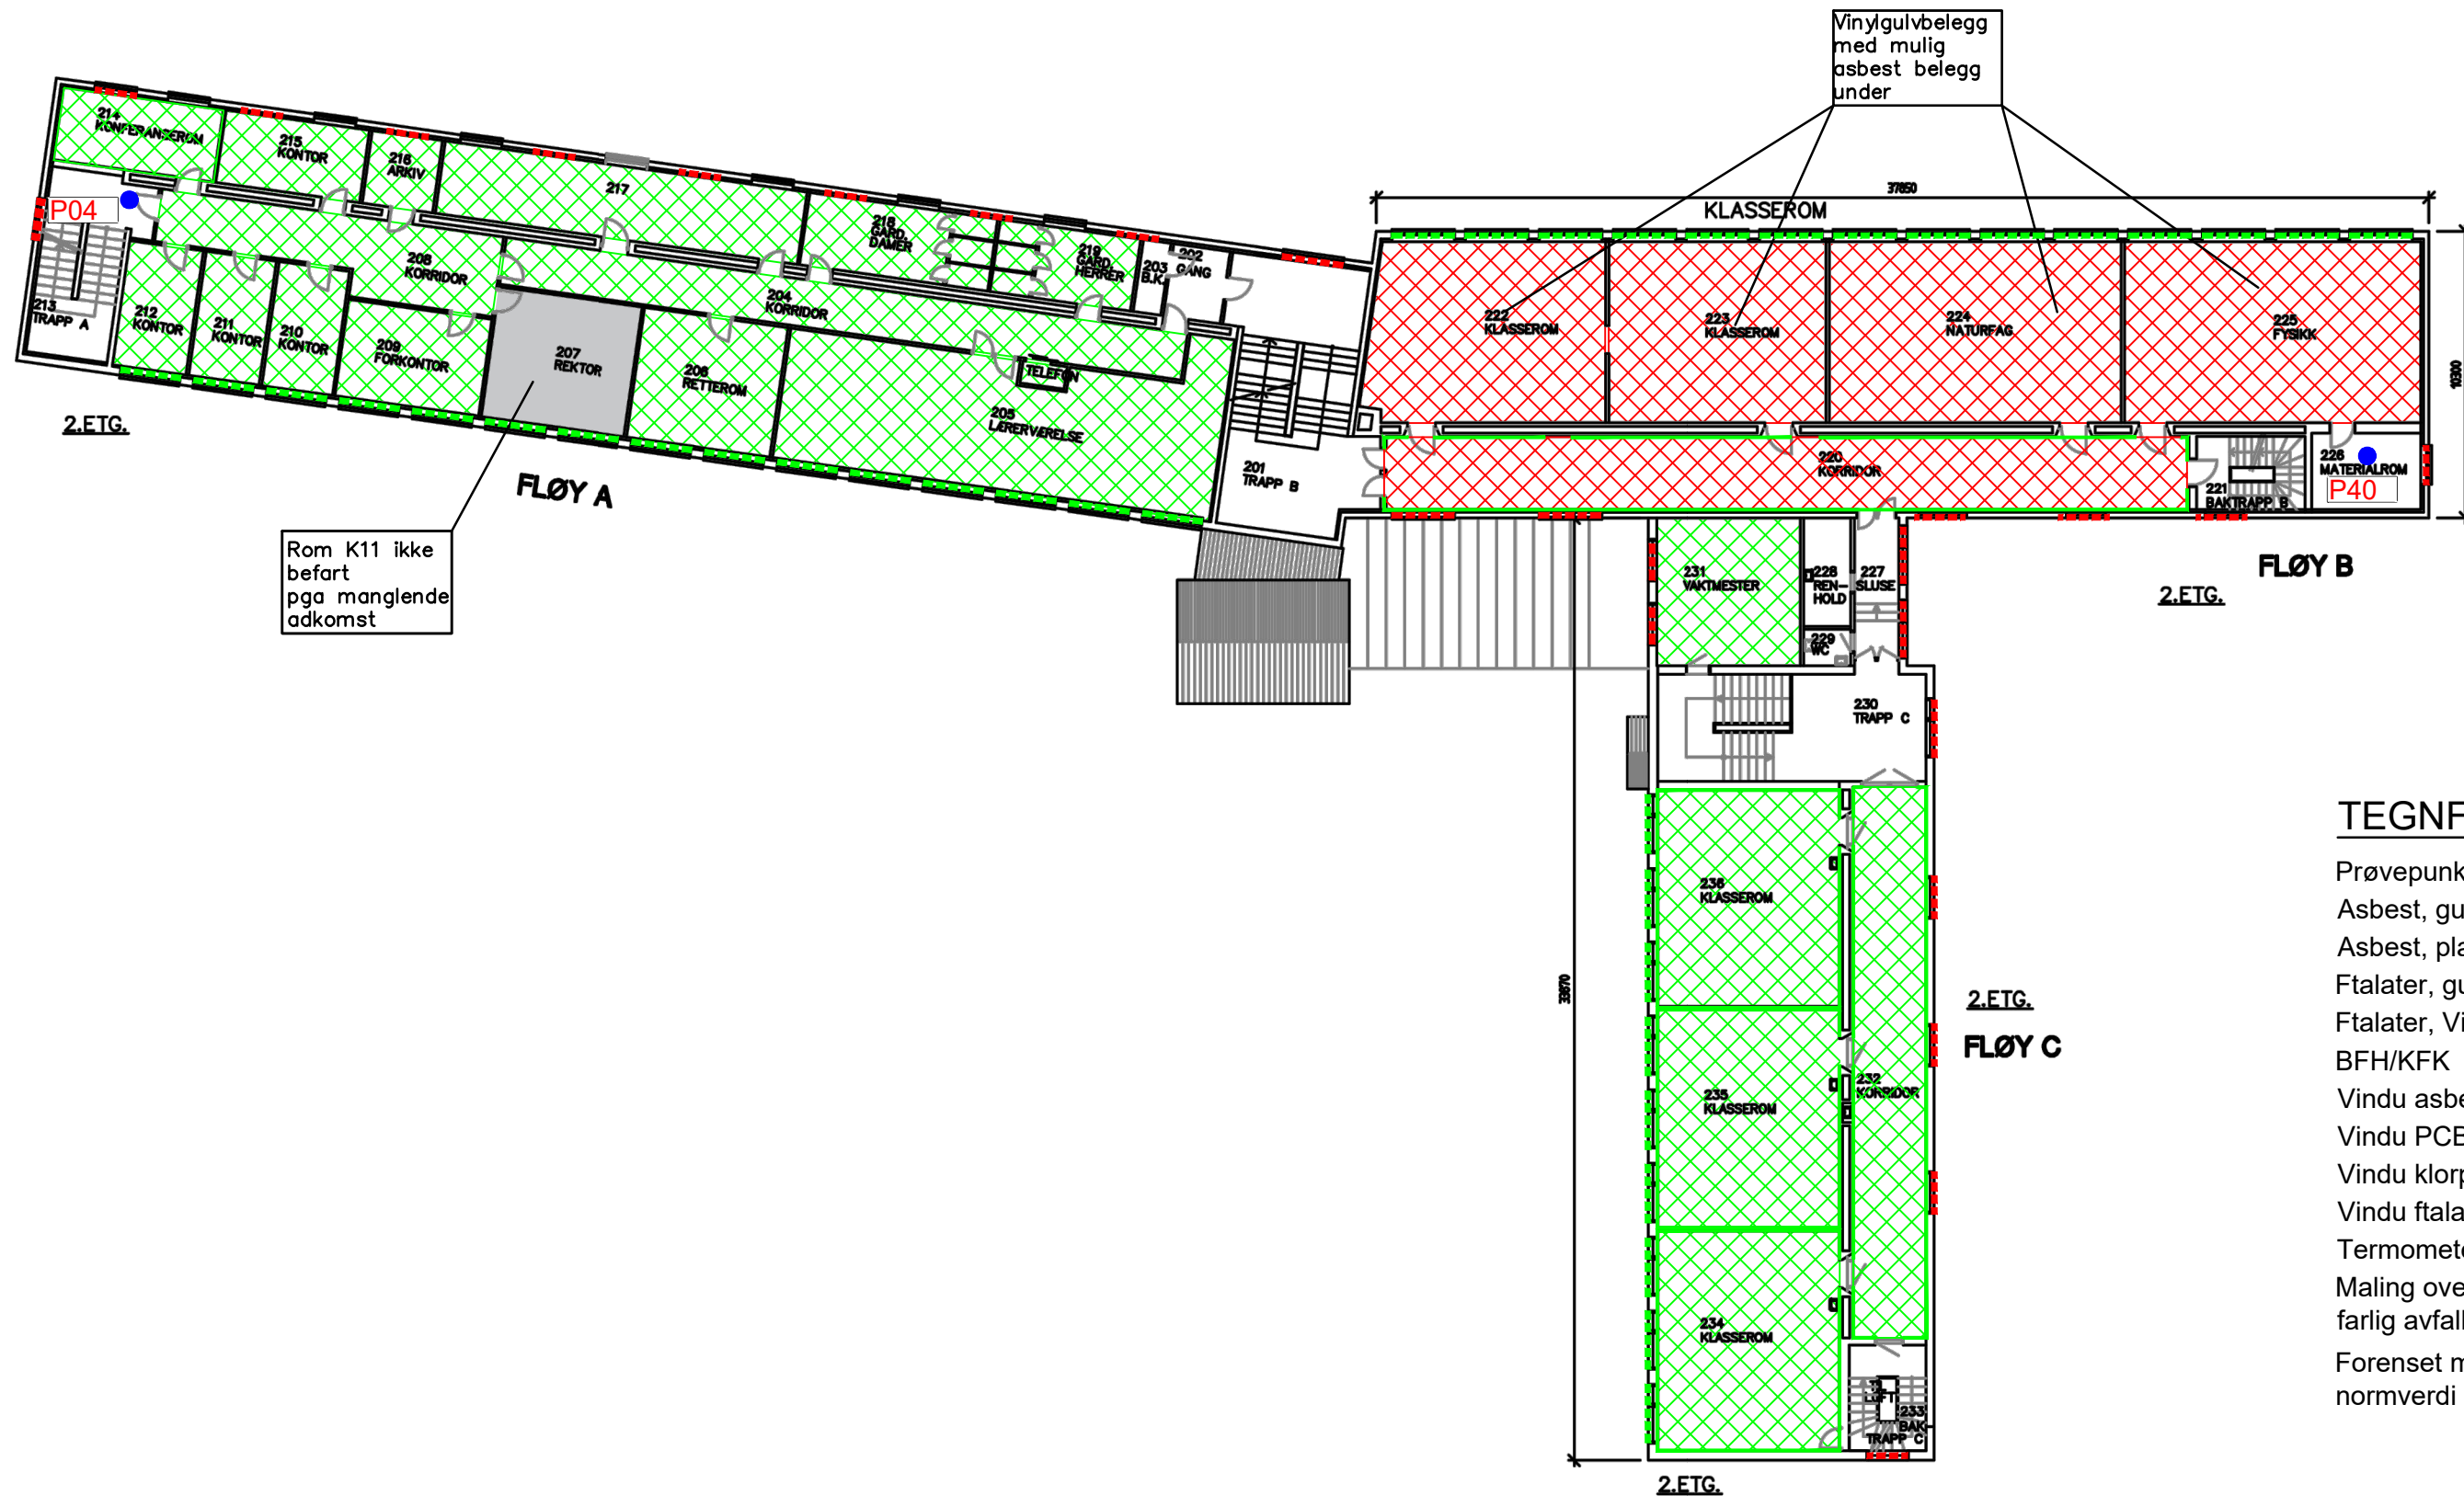 Vinylgulvbelegg
med mulig
asbest belegg
under
214
KONFERANSEROM
215
KONTOR
216
ARKIV
217
218
GARD.
DAMER
219
GARD.
HERRER
203
B.K.
202
GANG
P04
213
TRAPP A
212
KONTOR
211
KONTOR
210
KONTOR
208
KORRIDOR
209
FORKONTOR
207
REKTOR
204
KORRIDOR
206
RETTEROM
TELEFON
205
LÆRERVÆRELSE
201
TRAPP B
2.ETG.
FLØY A
Rom K11 ikke
befart
pga manglende
adkomst
37850
KLASSEROM
222
KLASSEROM
223
KLASSEROM
224
NATURFAG
225
FYSIKK
10300
220
KORRIDOR
221
BAKTRAPP B
226
MATERIALROM
P40
FLØY B
2.ETG.
231
VAKTMESTER
228
REN-
HOLD
227
SLUSE
229
WC
230
TRAPP C
236
KLASSEROM
235
KLASSEROM
232
KORRIDOR
234
KLASSEROM
LUFT
233
BAK
TRAPP C
33870
2.ETG.
FLØY C
2.ETG.
TEGNF
Prøvepunk
Asbest, gu
Asbest, pla
Ftalater, gu
Ftalater, Vi
BFH/KFK
Vindu asbe
Vindu PCB
Vindu klorp
Vindu ftala
Termomete
Maling ove
farlig avfall
Forenset m
normverdi